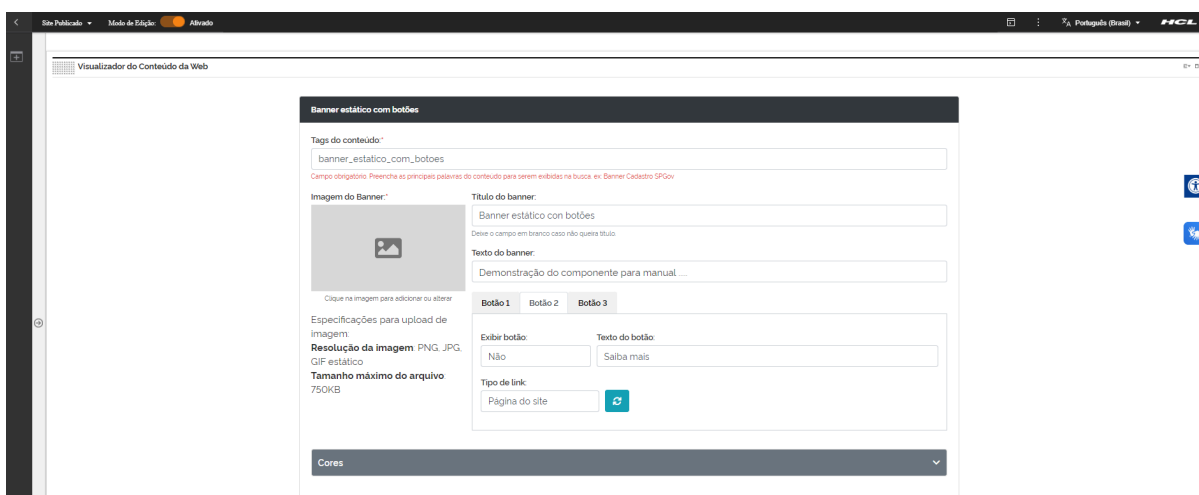 Site Publicado Modo de Edição: Ativado Português (Brasil) HCL
Visualizador do Conteúdo da Web
Banner estático com botões
Tags do conteúdo:*
banner_estatico_com_botoes
Campo obrigatório. Preencha as principais palavras do conteúdo para serem exibidas na busca. ex: Banner,Cadastro SPGov
Imagem do Banner:*
Clique na imagem para adicionar ou alterar
Especificações para upload de
imagem:
Resolução da imagem: PNG, JPG,
GIF estático
Tamanho máximo do arquivo:
750KB
Título do banner:
Banner estático con botões
Deixe o campo em branco caso não queira título.
Texto do banner:
Demonstração do componente para manual ....
Botão 1 Botão 2 Botão 3
Exibir botão: Texto do botão:
Não Saiba mais
Tipo de link:
Página do site
Cores